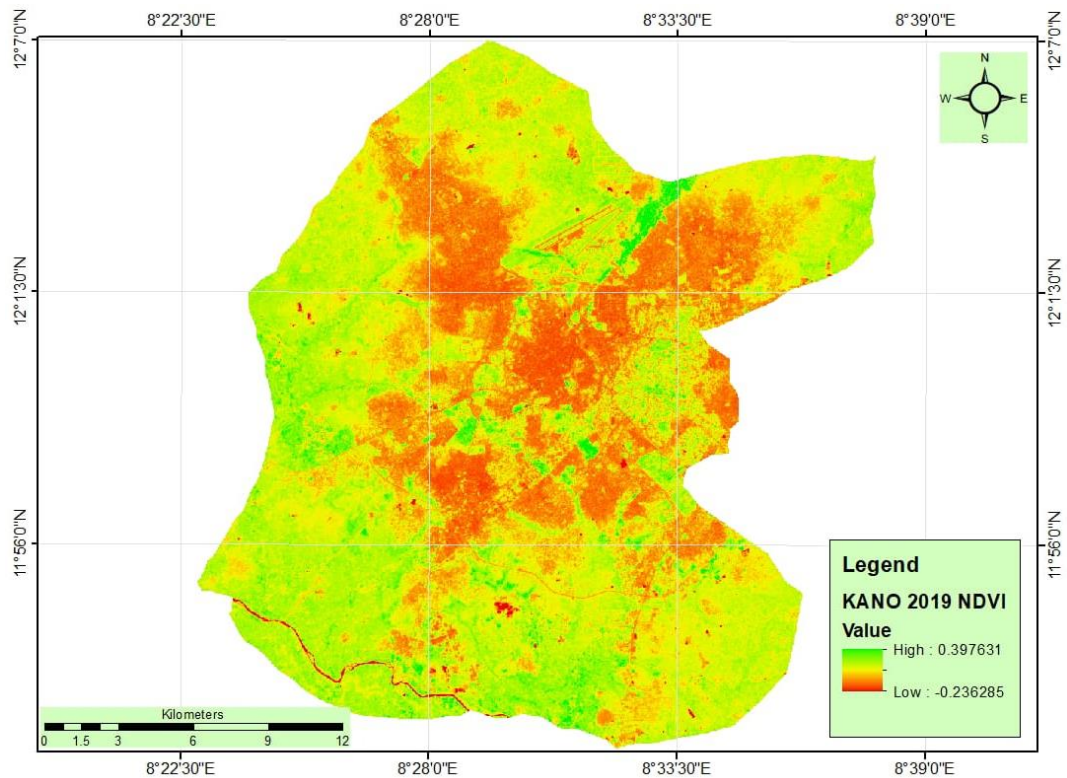 8°22'30"E 8°28'0"E 8°33'30"E 8°39'0"E
12°7'0"N 12°7'0"N
N
W E
S
12°1'30"N 12°1'30"N
11°56'0"N 11°56'0"N
Legend
KANO 2019 NDVI
Value
High : 0.397631
Low : -0.236285
Kilometers
0 1.5 3 6 9 12
8°22'30"E 8°28'0"E 8°33'30"E 8°39'0"E